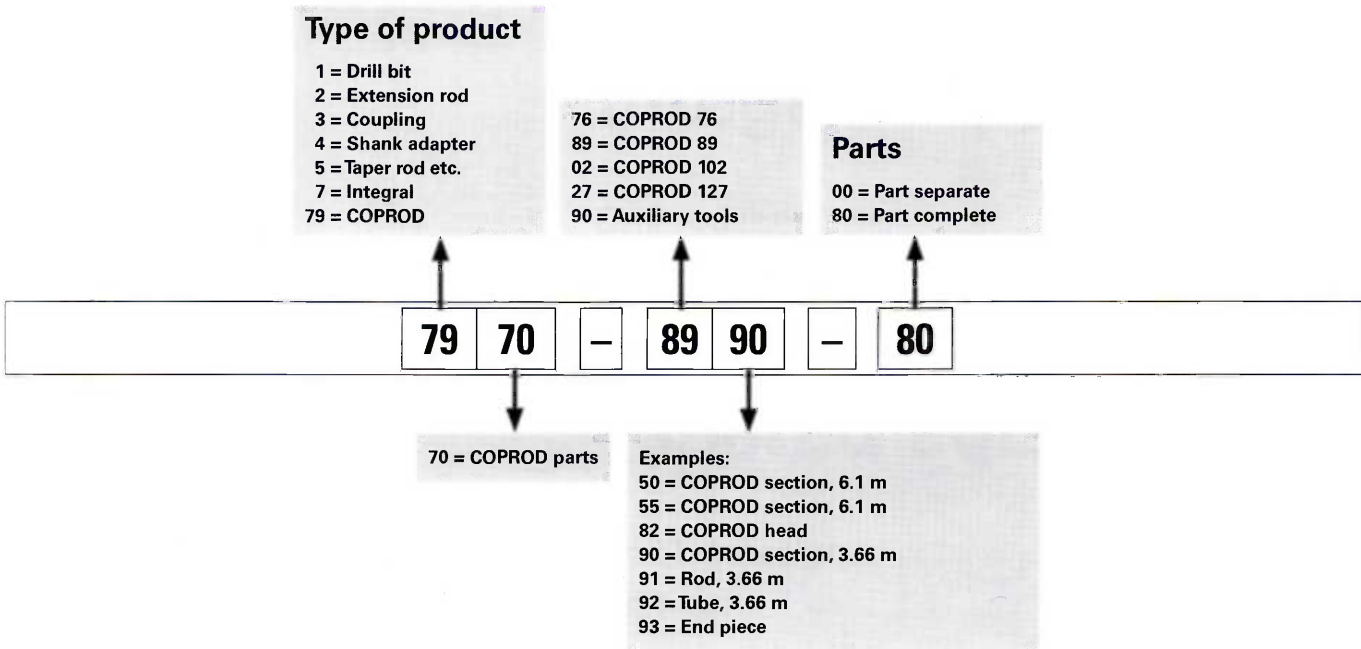 Type of product
1 = Drill bit
2 = Extension rod
3 = Coupling
4 = Shank adapter
5 = Taper rod etc.
7 = Integral
79 = COPROD
76 = COPROD 76
89 = COPROD 89
02 = COPROD 102
27 = COPROD 127
90 = Auxiliary tools
Parts
00 = Part separate
80 = Part complete
79 70 – 89 90 – 80
70 = COPROD parts
Examples:
50 = COPROD section, 6.1 m
55 = COPROD section, 6.1 m
82 = COPROD head
90 = COPROD section, 3.66 m
91 = Rod, 3.66 m
92 = Tube, 3.66 m
93 = End piece